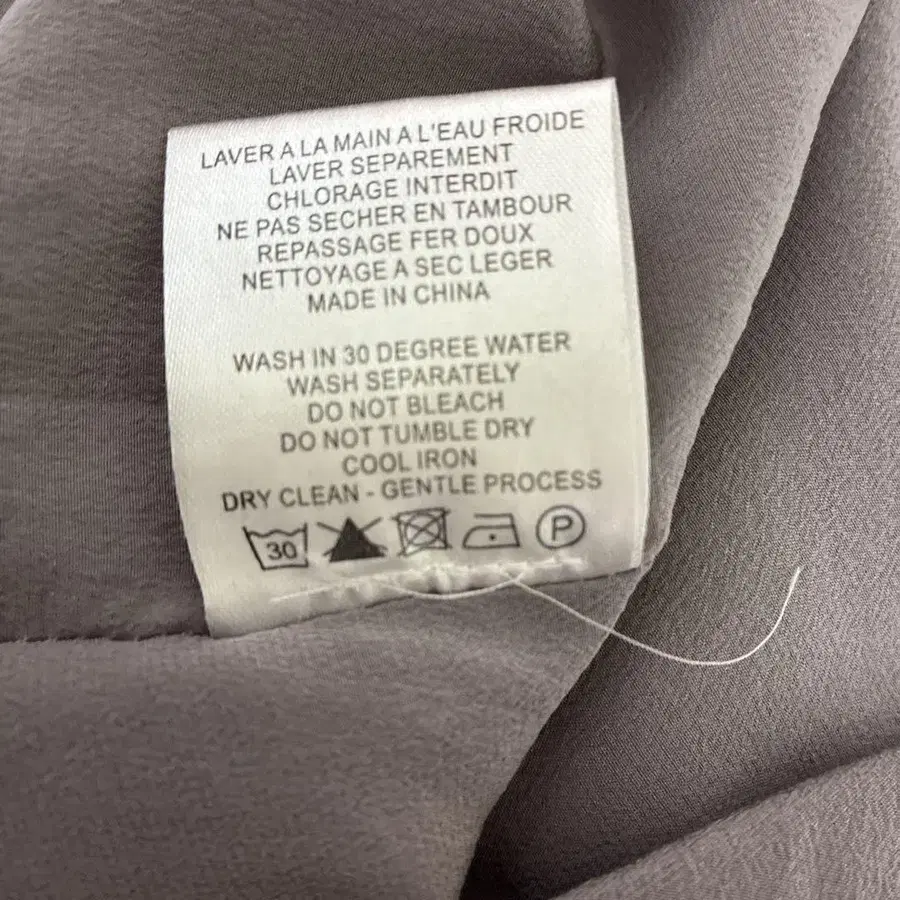 LAVER A LA MAIN A L'EAU FROIDE
LAVER SEPAREMENT
CHLORAGE INTERDIT
NE PAS SECHER EN TAMBOUR
REPASSAGE FER DOUX
NETTOYAGE A SEC LEGER
MADE IN CHINA
WASH IN 30 DEGREE WATER
WASH SEPARATELY
DO NOT BLEACH
DO NOT TUMBLE DRY
COOL IRON
DRY CLEAN - GENTLE PROCESS
30 P